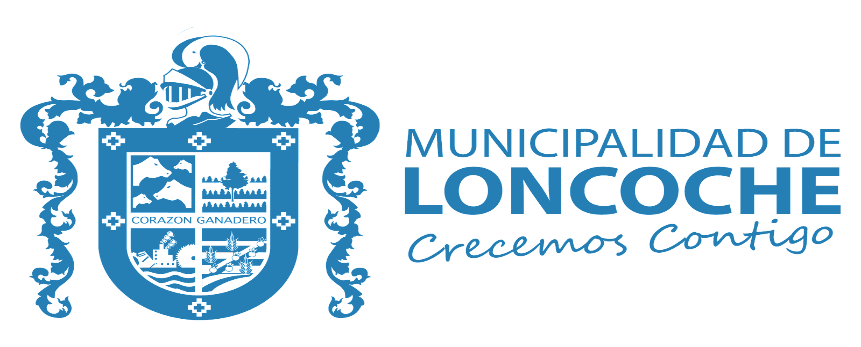 CORAZON GANADERO
MUNICIPALIDAD DE
LONCOCHE
Crecemos Contigo